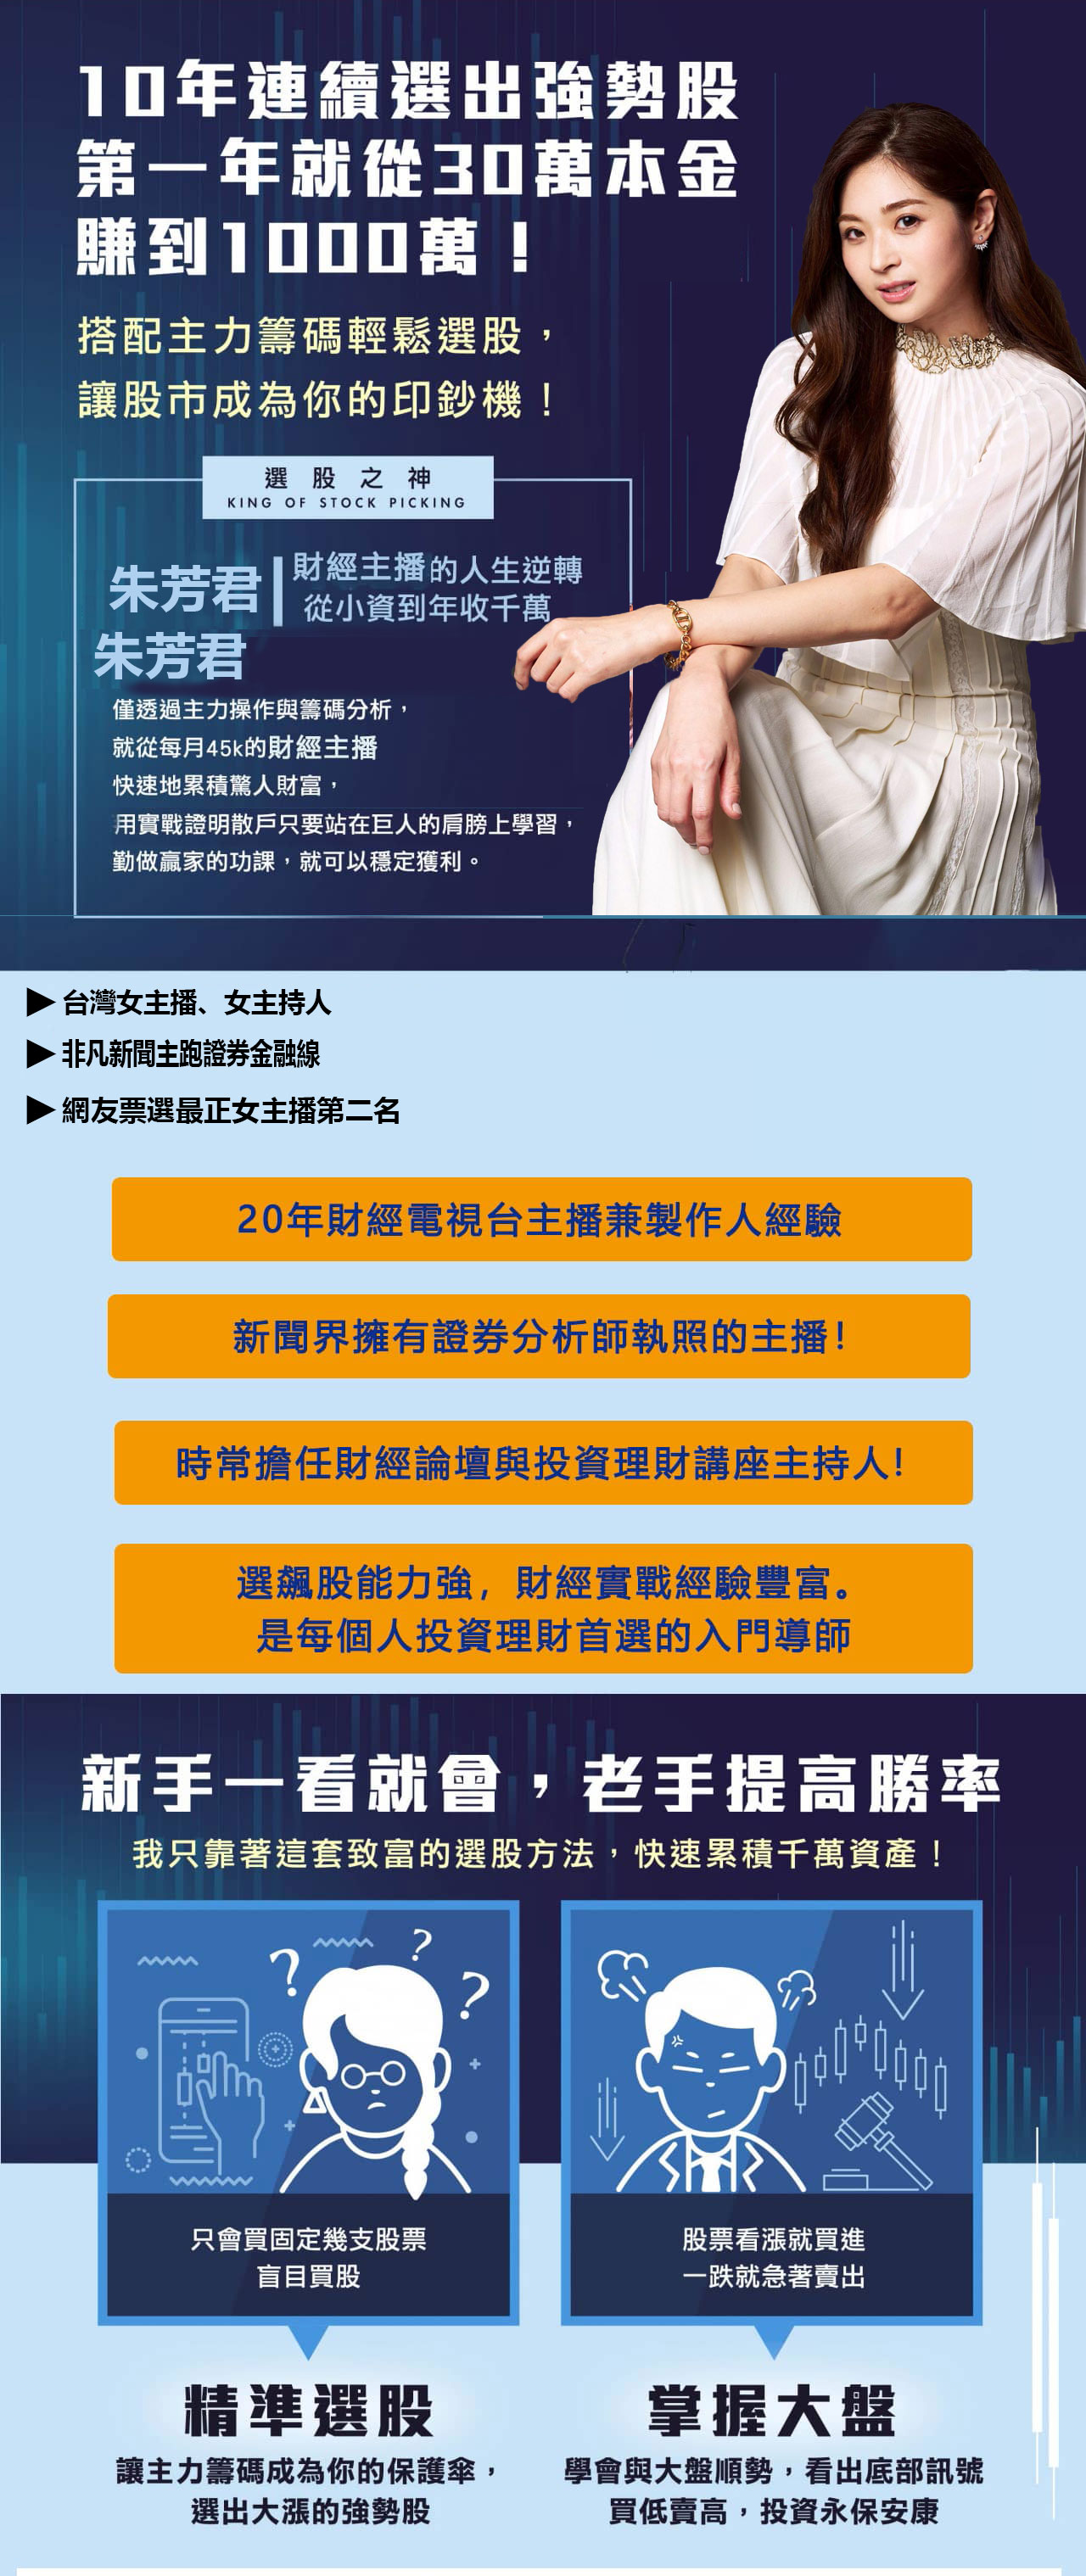 10年連續選出強勢股
第一年就從30萬本金
賺到1000萬！
搭配主力籌碼輕鬆選股，
讓股市成為你的印鈔機！
選股之神
KING OF STOCK PICKING
朱芳君
財經主播的人生逆轉
從小資到年收千萬
朱芳君
僅透過主力操作與籌碼分析，
就從每月45k的財經主播
快速地累積驚人財富，
用實戰證明散戶只要站在巨人的肩膀上學習，
勤做贏家的功課，就可以穩定獲利。
▶台灣女主播、女主持人
▶非凡新聞主跑證券金融線
▶網友票選最正女主播第二名
20年財經電視台主播兼製作人經驗
新聞界擁有證券分析師執照的主播!
時常擔任財經論壇與投資理財講座主持人!
選飆股能力強，財經實戰經驗豐富。
是每個人投資理財首選的入門導師
新手一看就會，老手提高勝率
我只靠著這套致富的選股方法，快速累積千萬資產！
? ? ?
只會買固定幾支股票
盲目買股
股票看漲就買進
一跌就急著賣出
精準選股
讓主力籌碼成為你的保護傘，
選出大漲的強勢股
掌握大盤
學會與大盤順勢，看出底部訊號
買低賣高，投資永保安康